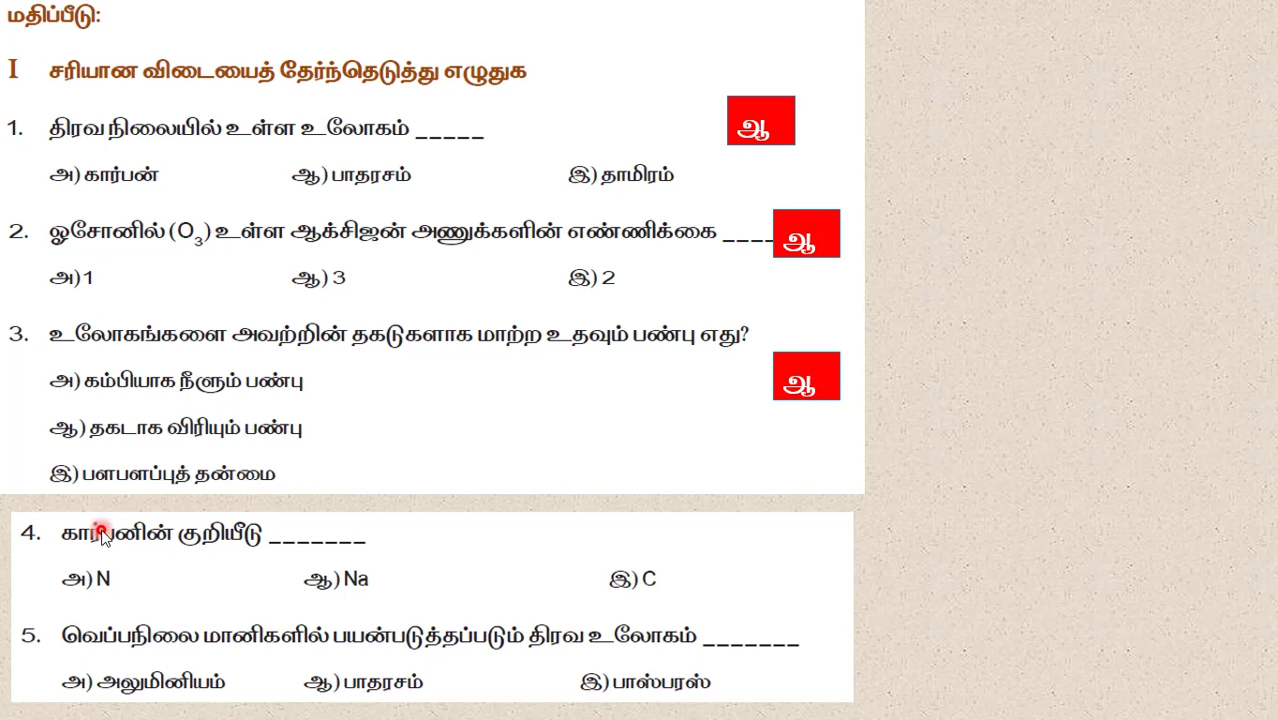 மதிப்பீடு:
I சரியான விடையைத் தேர்ந்தெடுத்து எழுதுக
1. திரவ நிலையில் உள்ள உலோகம் _____ ஆ
அ) கார்பன் ஆ) பாதரசம் இ) தாமிரம்
2. ஓசோனில் (O3) உள்ள ஆக்சிஜன் அணுக்களின் எண்ணிக்கை ____ ஆ
அ) 1 ஆ) 3 இ) 2
3. உலோகங்களை அவற்றின் தகடுகளாக மாற்ற உதவும் பண்பு எது?
அ) கம்பியாக நீளும் பண்பு ஆ
ஆ) தகடாக விரியும் பண்பு
இ) பளபளப்புத் தன்மை
4. கார்பனின் குறியீடு _______
அ) N ஆ) Na இ) C
5. வெப்பநிலை மானிகளில் பயன்படுத்தப்படும் திரவ உலோகம் _______
அ) அலுமினியம் ஆ) பாதரசம் இ) பாஸ்பரஸ்